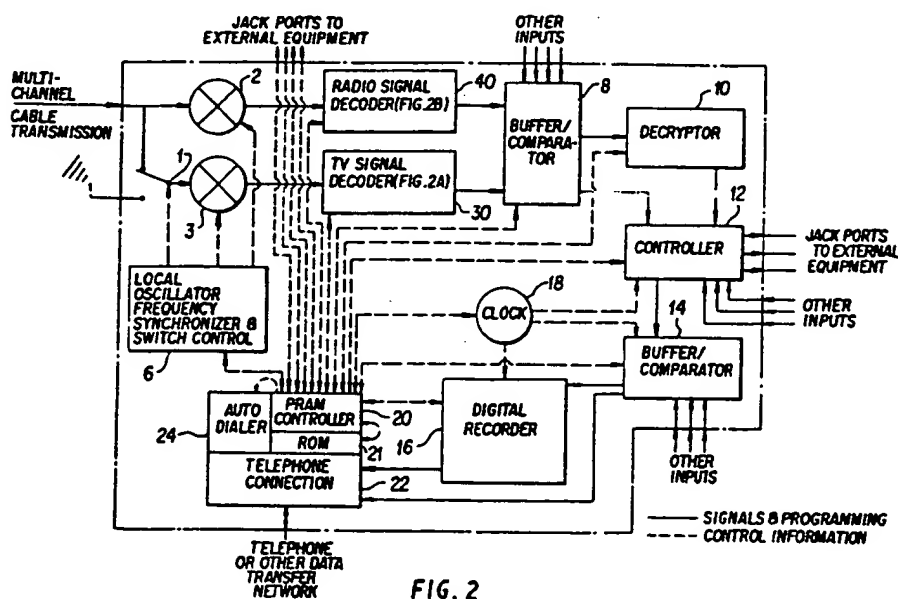 JACK PORTS TO
EXTERNAL EQUIPMENT
OTHER
INPUTS
MULTI-
CHANNEL
CABLE
TRANSMISSION
2
RADIO SIGNAL
DECODER(FIG.2B)
40
8
BUFFER/
COMPARA-
TOR
10
DECRYPTOR
1
3
TV SIGNAL
DECODER(FIG.2A)
30
12
CONTROLLER
JACK PORTS
TO EXTERNAL
EQUIPMENT
OTHER
INPUTS
LOCAL
OSCILLATOR
FREQUENCY
SYNCHRONIZER &
SWITCH CONTROL
6
18
CLOCK
14
BUFFER/
COMPARATOR
24
AUTO
DIALER
PRAM
CONTROLLER
20
ROM
21
TELEPHONE
CONNECTION
22
16
DIGITAL
RECORDER
OTHER
INPUTS
SIGNALS & PROGRAMMING
CONTROL INFORMATION
TELEPHONE
OR OTHER DATA
TRANSFER
NETWORK
FIG. 2